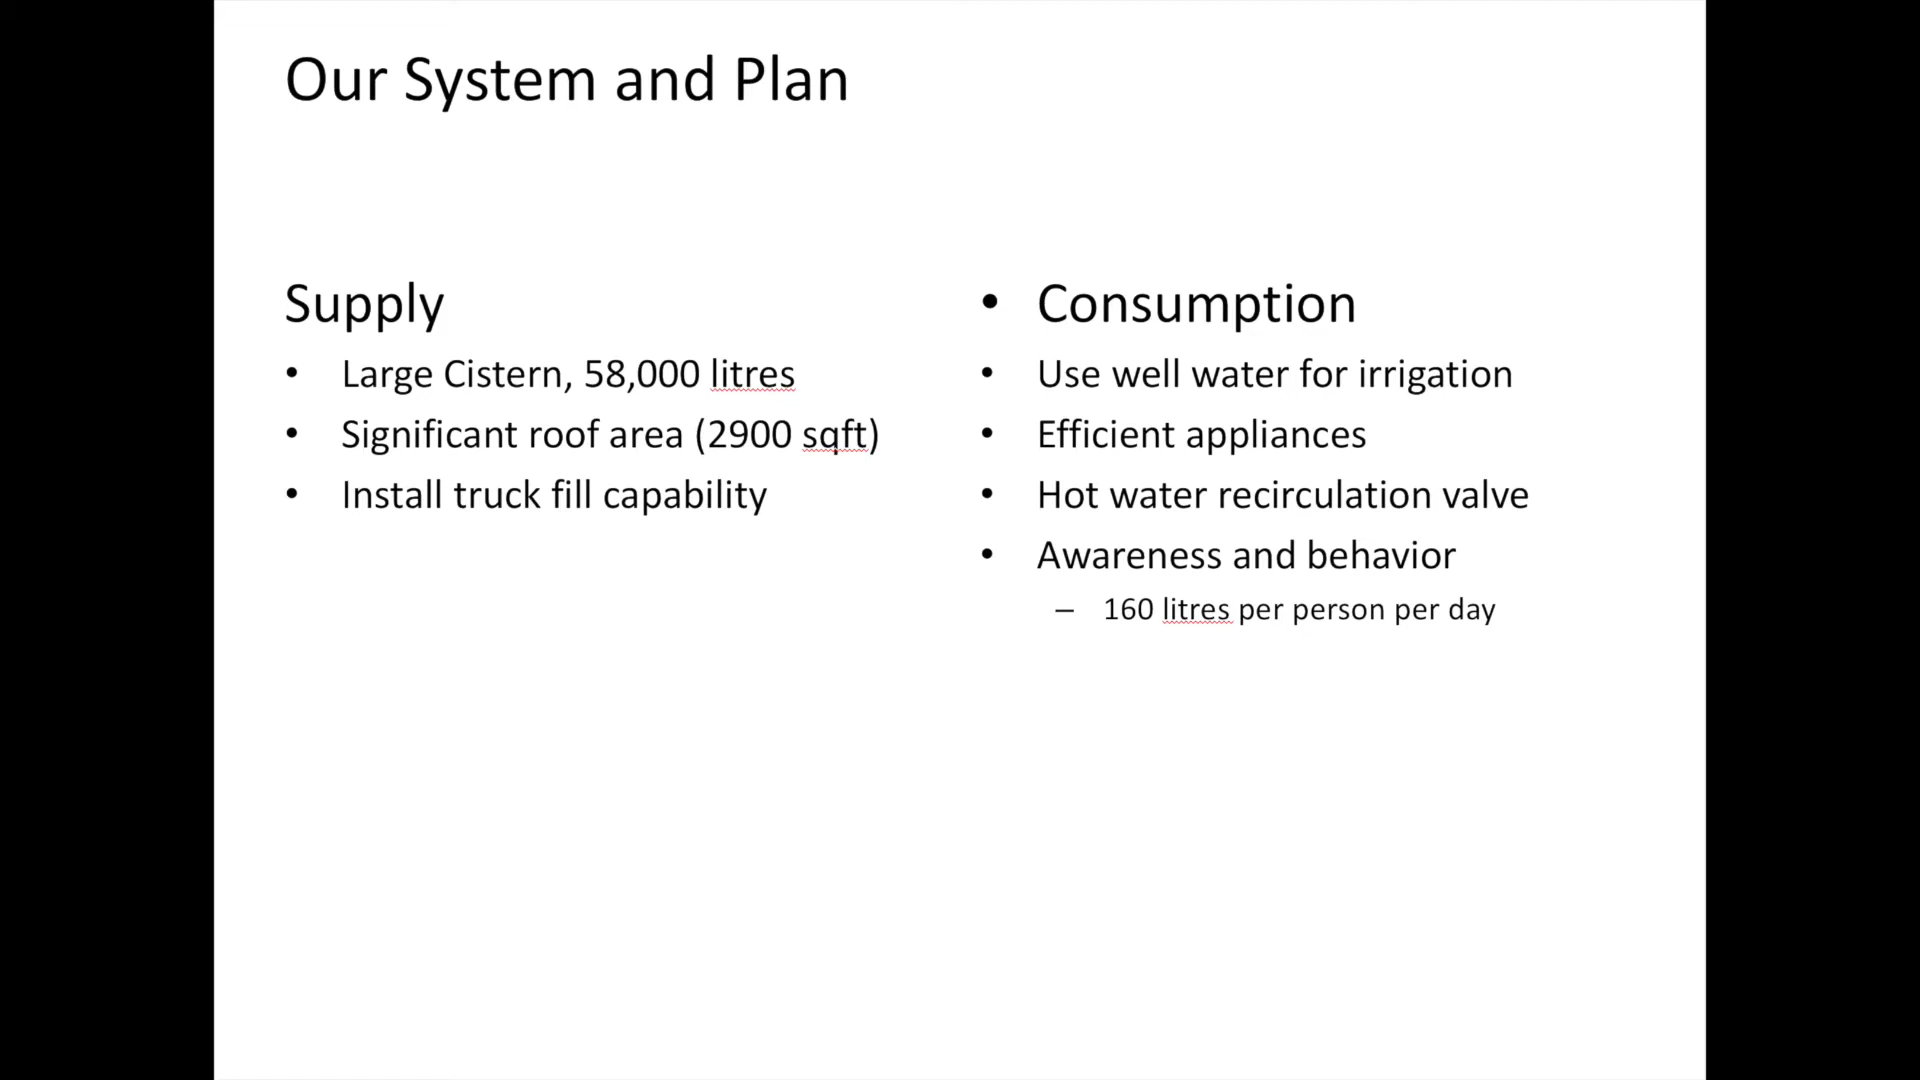 Our System and Plan
Supply
• Large Cistern, 58,000 litres
• Significant roof area (2900 sqft)
• Install truck fill capability
• Consumption
• Use well water for irrigation
• Efficient appliances
• Hot water recirculation valve
• Awareness and behavior
– 160 litres per person per day